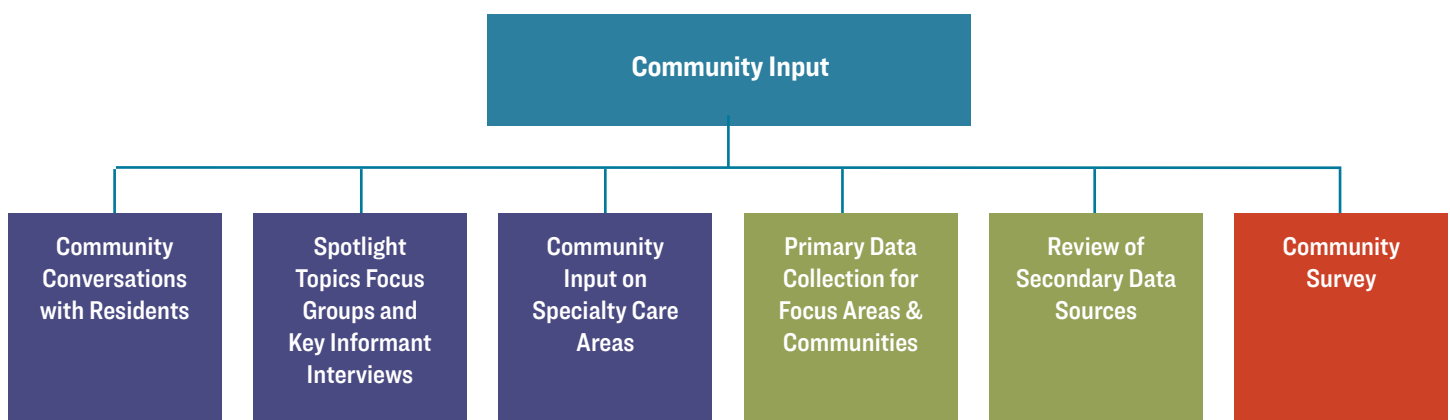 Community Input
Community
Conversations
with Residents
Spotlight
Topics Focus
Groups and
Key Informant
Interviews
Community
Input on
Specialty Care
Areas
Primary Data
Collection for
Focus Areas &
Communities
Review of
Secondary Data
Sources
Community
Survey